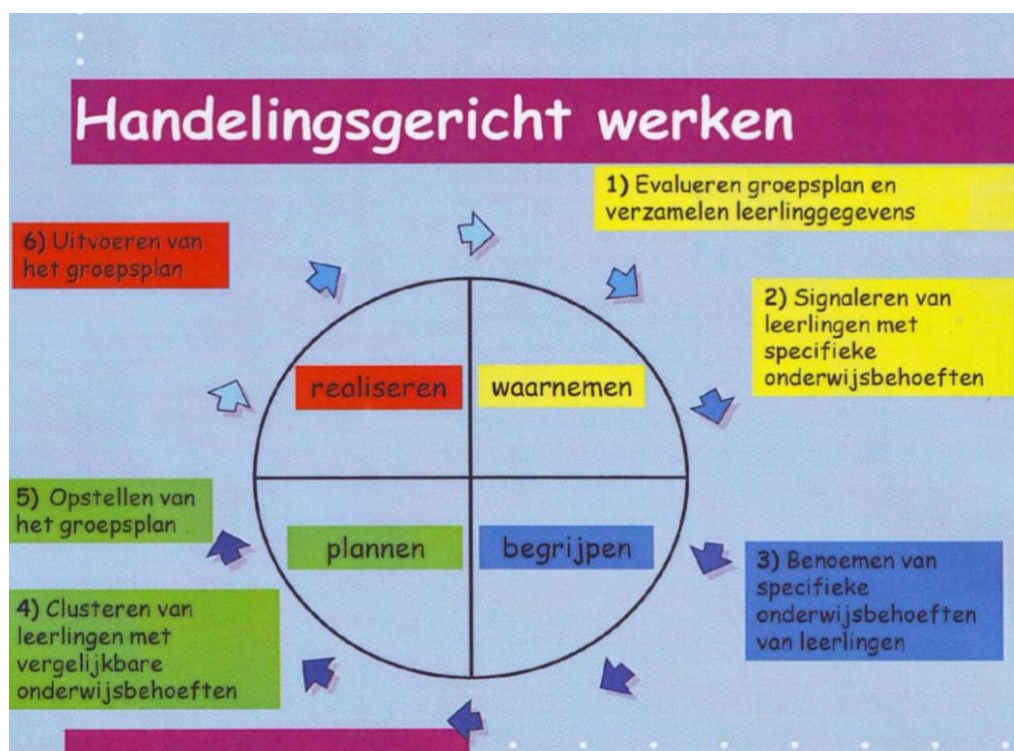 Handelingsgericht werken
1) Evalueren groepsplan en
verzamelen leerlinggegevens
2) Signaleren van
leerlingen met
specifieke
onderwijsbehoeften
3) Benoemen van
specifieke
onderwijsbehoeften
van leerlingen
4) Clusteren van
leerlingen met
vergelijkbare
onderwijsbehoeften
5) Opstellen van
het groepsplan
6) Uitvoeren van
het groepsplan
realiseren
waarnemen
plannen
begrijpen